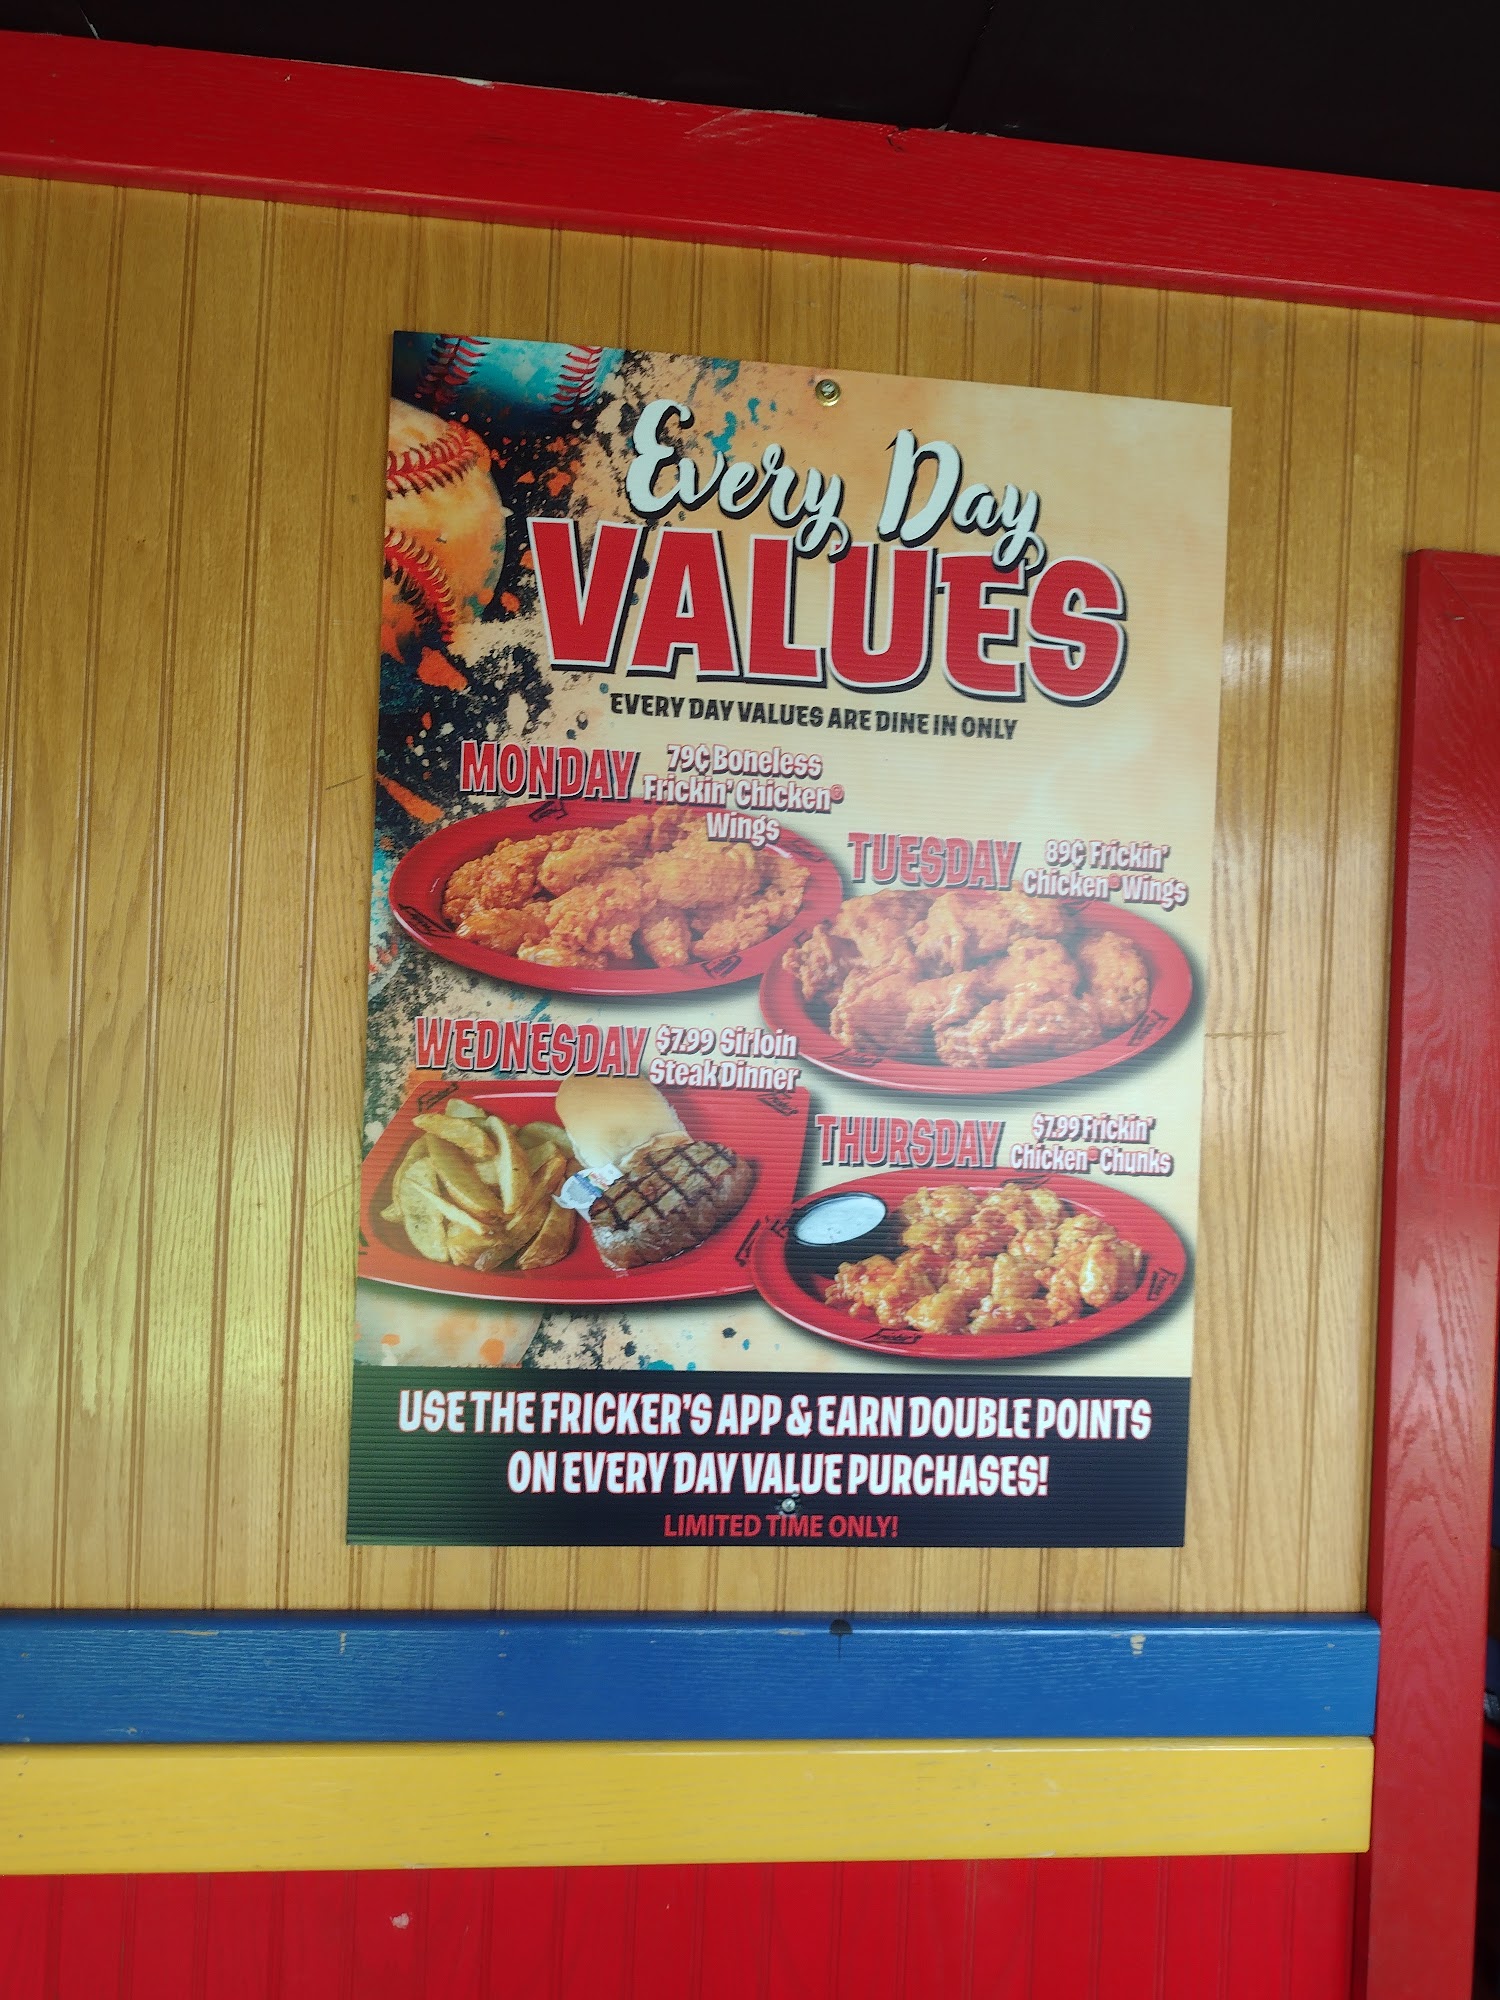 Every Day
VALUES
EVERY DAY VALUES ARE DINE IN ONLY
MONDAY
79¢ Boneless
Frickin' Chicken®
Wings
TUESDAY
89¢ Frickin'
Chicken® Wings
WEDNESDAY
$7.99 Sirloin
Steak Dinner
THURSDAY
$7.99 Frickin'
Chicken® Chunks
Fricker's
USE THE FRICKER'S APP & EARN DOUBLE POINTS
ON EVERY DAY VALUE PURCHASES!
LIMITED TIME ONLY!